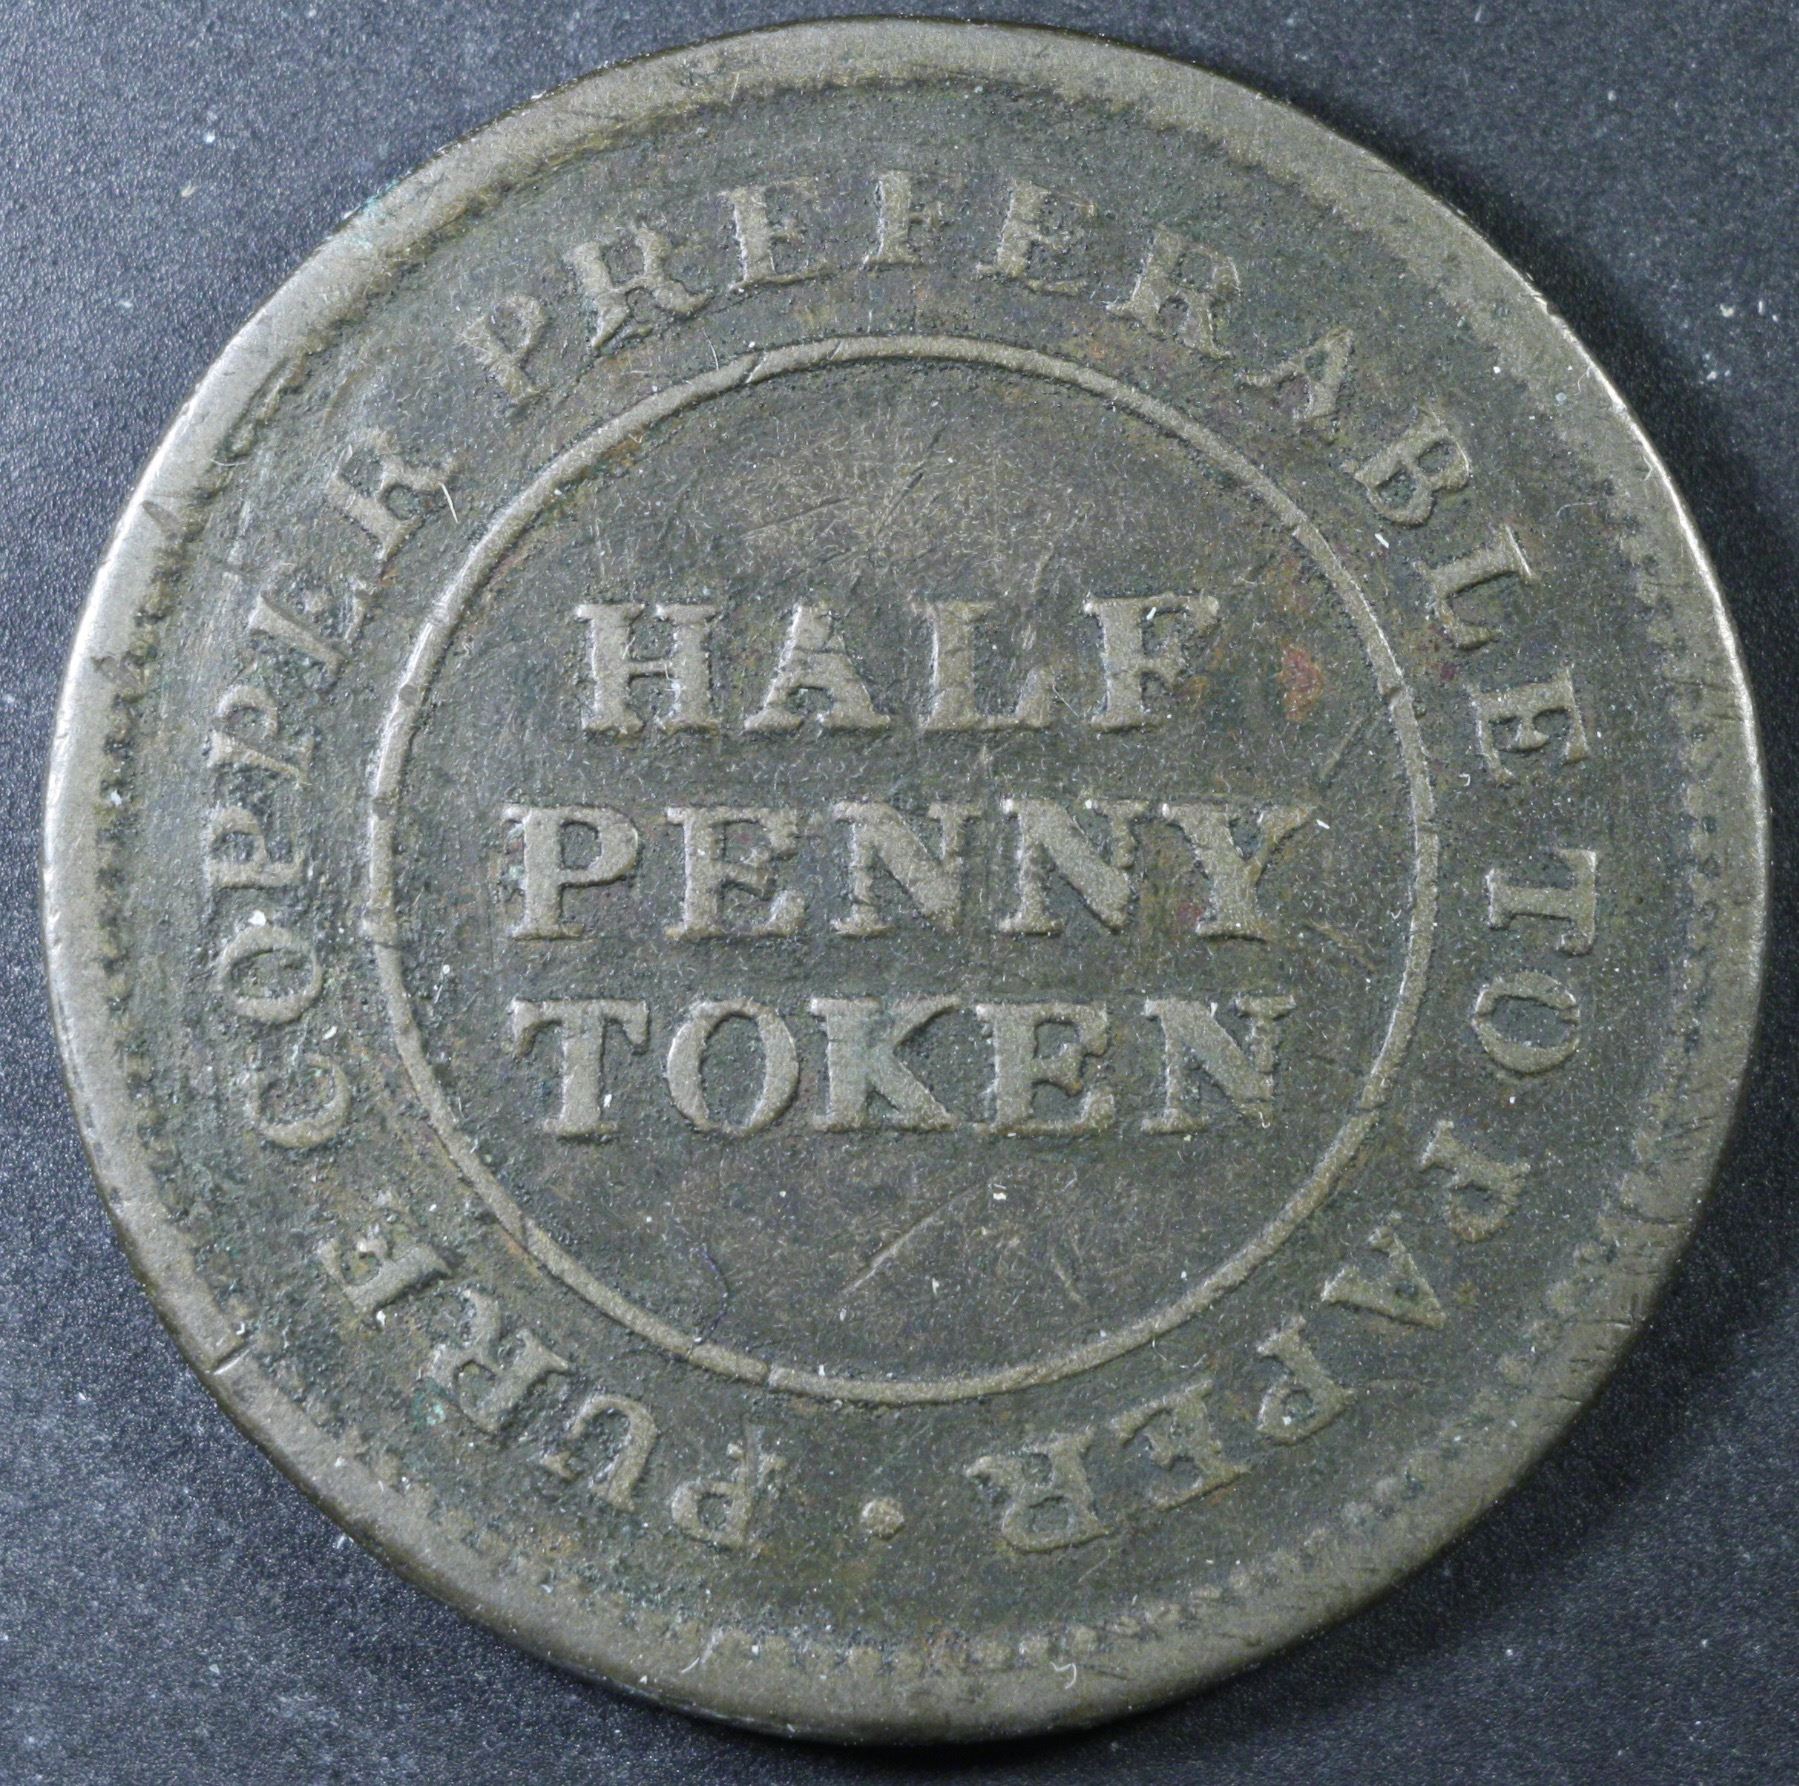 PURE COPPER PREFERABLE TO PAPER •
HALF
PENNY
TOKEN